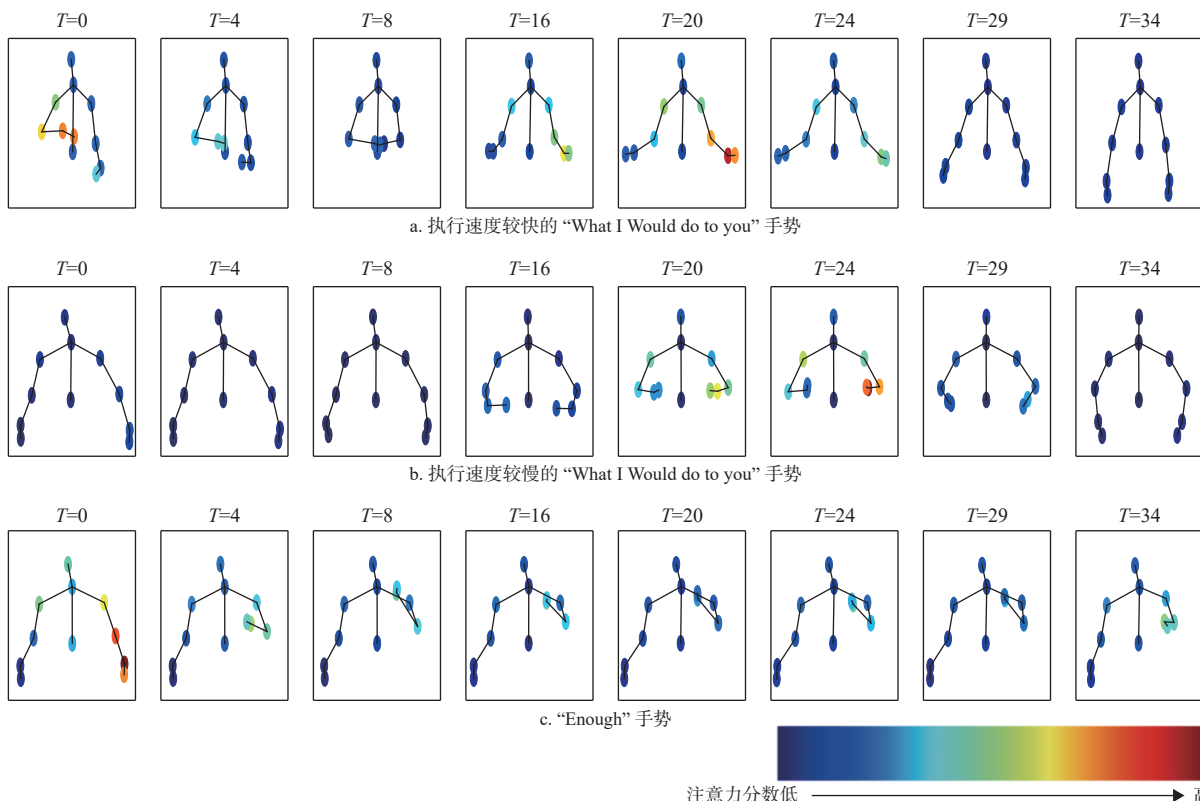 T=0 T=4 T=8 T=16 T=20 T=24 T=29 T=34
a. 执行速度较快的 “What I Would do to you” 手势
T=0 T=4 T=8 T=16 T=20 T=24 T=29 T=34
b. 执行速度较慢的 “What I Would do to you” 手势
T=0 T=4 T=8 T=16 T=20 T=24 T=29 T=34
c. “Enough” 手势
注意力分数低